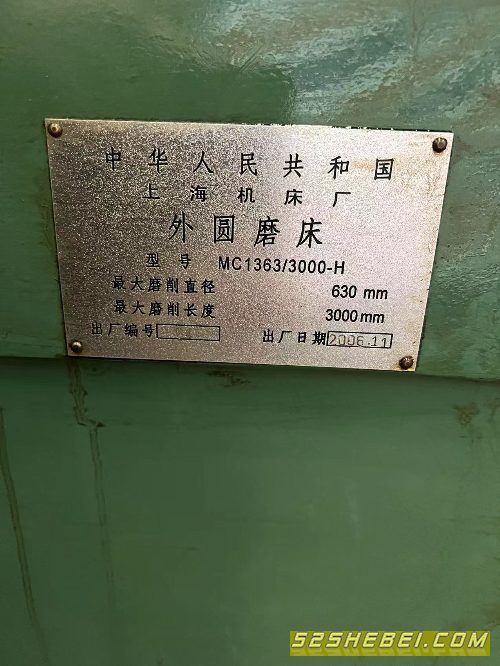 中华人民共和国
上海机床厂
外圆磨床
型号 MC1363/3000-H
最大磨削直径 630 mm
最大磨削长度 3000mm
出厂编号 出厂日期 2006.11
52SHEBEI.COM